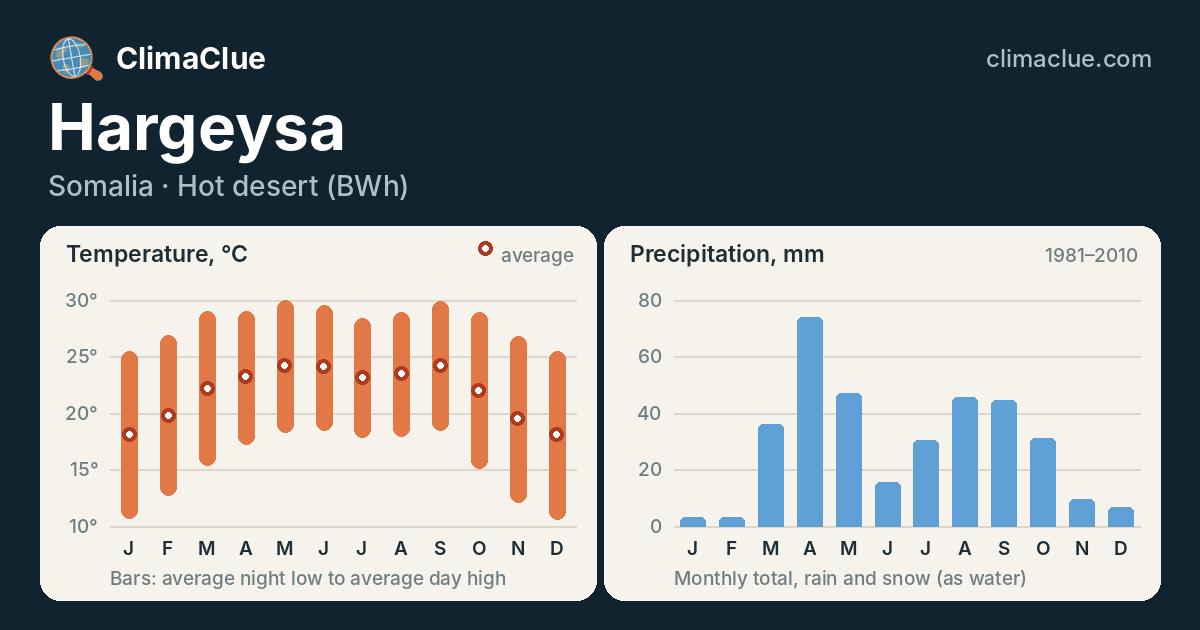 ClimaClue
climaclue.com
Hargeysa
Somalia · Hot desert (BWh)
Temperature, °C
average
30°
25°
20°
15°
10°
J F M A M J J A S O N D
Bars: average night low to average day high
Precipitation, mm
1981–2010
80
60
40
20
0
J F M A M J J A S O N D
Monthly total, rain and snow (as water)